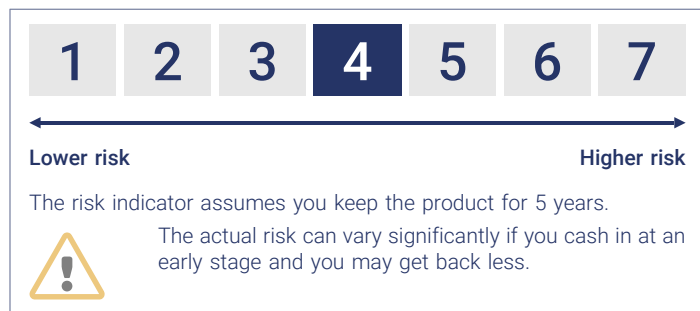 1 2 3 4 5 6 7
Lower risk Higher risk
The risk indicator assumes you keep the product for 5 years.
The actual risk can vary significantly if you cash in at an
early stage and you may get back less.